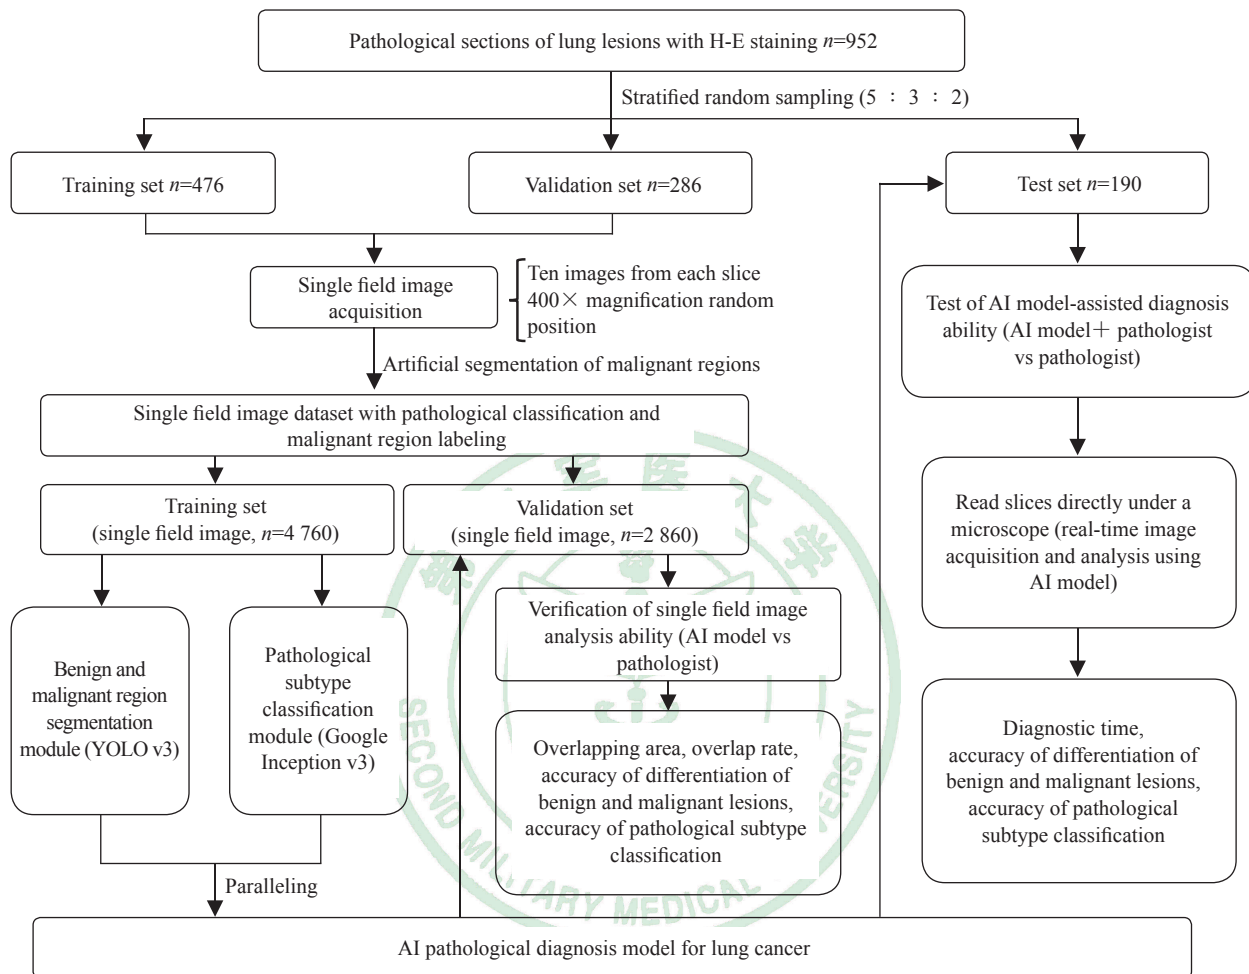 Pathological sections of lung lesions with H-E staining n=952
Stratified random sampling (5 : 3 : 2)
Training set n=476
Validation set n=286
Test set n=190
Single field image
acquisition
Ten images from each slice
400× magnification random
position
Test of AI model-assisted diagnosis
ability (AI model+ pathologist
vs pathologist)
Artificial segmentation of malignant regions
Single field image dataset with pathological classification and
malignant region labeling
Training set
(single field image, n=4 760)
Validation set
(single field image, n=2 860)
Read slices directly under a
microscope (real-time image
acquisition and analysis using
AI model)
Benign and
malignant region
segmentation
module (YOLO v3)
Pathological
subtype
classification
module (Google
Inception v3)
Verification of single field image
analysis ability (AI model vs
pathologist)
Overlapping area, overlap rate,
accuracy of differentiation of
benign and malignant lesions,
accuracy of pathological subtype
classification
Diagnostic time,
accuracy of differentiation of
benign and malignant lesions,
accuracy of pathological
subtype classification
Paralleling
AI pathological diagnosis model for lung cancer
军医大学
SECOND MILITARY MEDICAL VERSITY